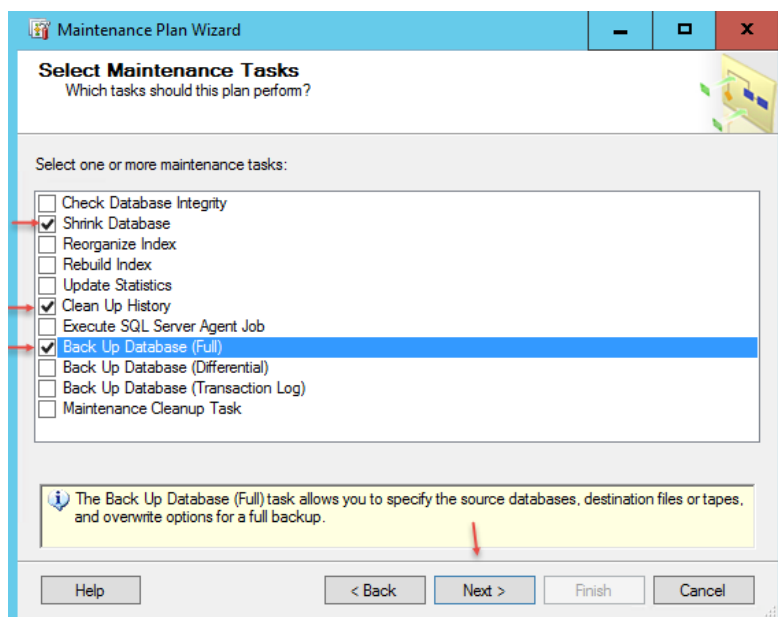 Maintenance Plan Wizard
Select Maintenance Tasks
Which tasks should this plan perform?
Select one or more maintenance tasks:
Check Database Integrity
Shrink Database
Reorganize Index
Rebuild Index
Update Statistics
Clean Up History
Execute SQL Server Agent Job
Back Up Database (Full)
Back Up Database (Differential)
Back Up Database (Transaction Log)
Maintenance Cleanup Task
The Back Up Database (Full) task allows you to specify the source databases, destination files or tapes,
and overwrite options for a full backup.
Help < Back Next > Finish Cancel